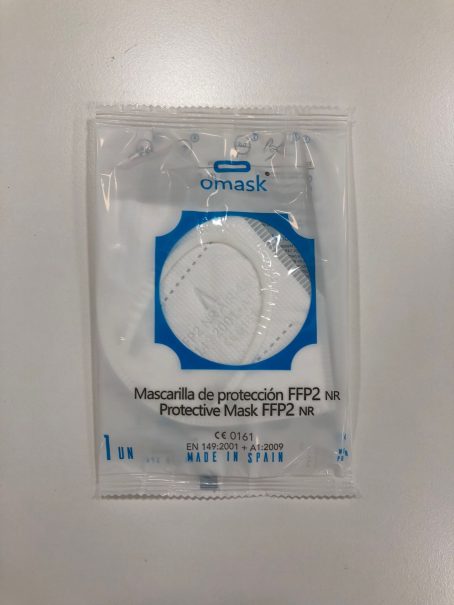 omask
Mascarilla de protección FFP2 NR
Protective Mask FFP2 NR
CE 0161
EN 149:2001 + A1:2009
1 UN
MADE IN SPAIN